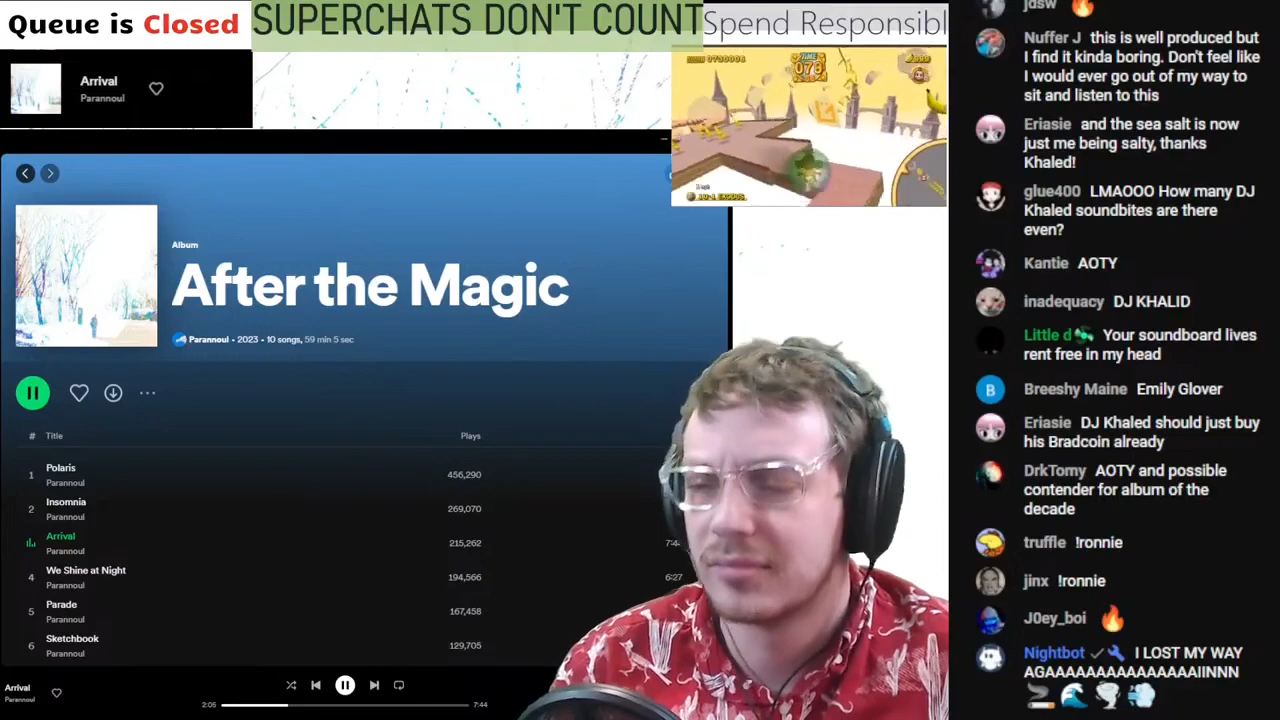 Queue is Closed
SUPERCHATS DON'T COUNT
Spend Responsibl
Arrival
Parannoul
Album
After the Magic
Parannoul • 2023 • 10 songs, 59 min 5 sec
# Title Plays
1 Polaris 456,290
Parannoul
2 Insomnia 269,070
Parannoul
Arrival 215,262 7:4
Parannoul
4 We Shine at Night 194,566 6:27
Parannoul
5 Parade 167,458
Parannoul
6 Sketchbook 129,705
Parannoul
Arrival
Parannoul
2:05 7:44
jdsw
Nuffer J this is well produced but
I find it kinda boring. Don't feel like
I would ever go out of my way to
sit and listen to this
Eriasie and the sea salt is now
just me being salty, thanks
Khaled!
glue400 LMAOOO How many DJ
Khaled soundbites are there
even?
Kantie AOTY
inadequacy DJ KHALID
Little d Your soundboard lives
rent free in my head
B Breeshy Maine Emily Glover
Eriasie DJ Khaled should just buy
his Bradcoin already
DrkTomy AOTY and possible
contender for album of the
decade
truffle !ronnie
jinx !ronnie
J0ey_boi
Nightbot I LOST MY WAY
AGAAAAAAAAAAAAAIIINNN